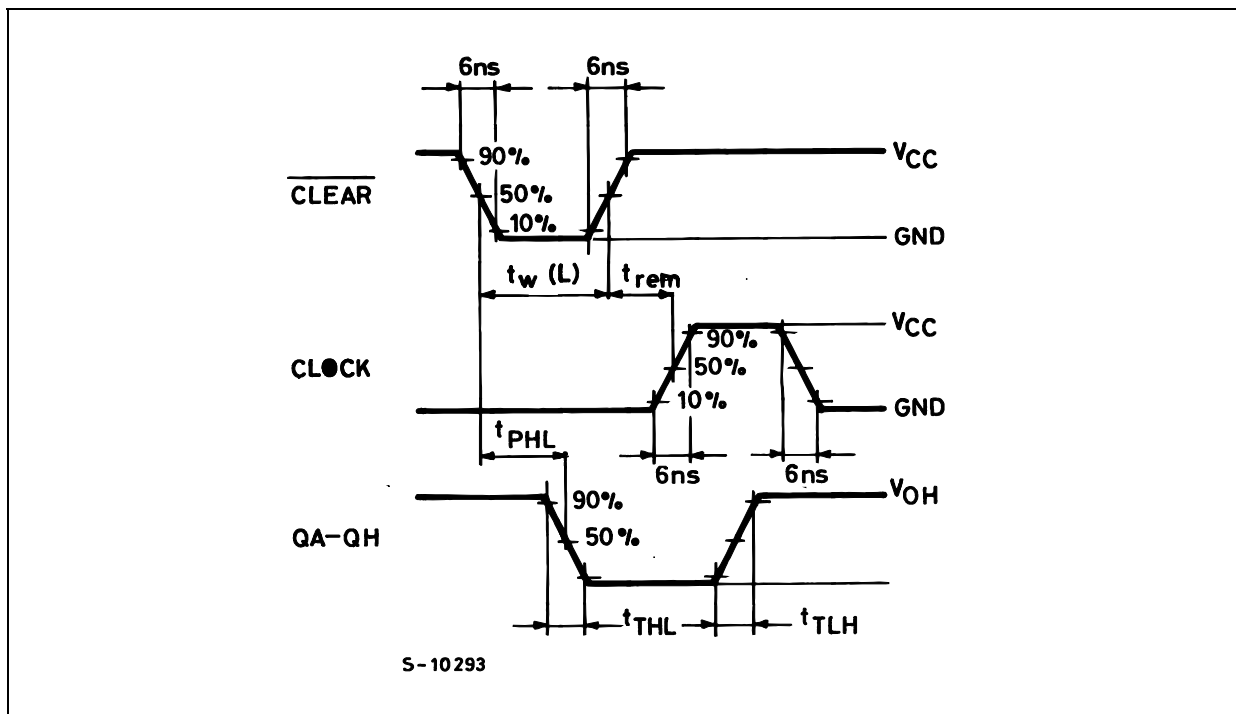 6ns 6ns
90% VCC
CLEAR 50%
10% GND
tw (L) trem
VCC
90%
CLOCK 50%
10% GND
tPHL
6ns 6ns
90% VOH
QA-QH 50%
tTHL tTLH
S-10293